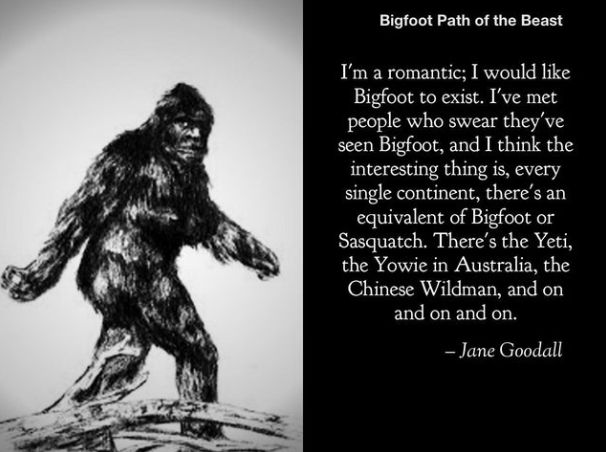 Bigfoot Path of the Beast
I'm a romantic; I would like
Bigfoot to exist. I've met
people who swear they've
seen Bigfoot, and I think the
interesting thing is, every
single continent, there's an
equivalent of Bigfoot or
Sasquatch. There's the Yeti,
the Yowie in Australia, the
Chinese Wildman, and on
and on and on.
– Jane Goodall